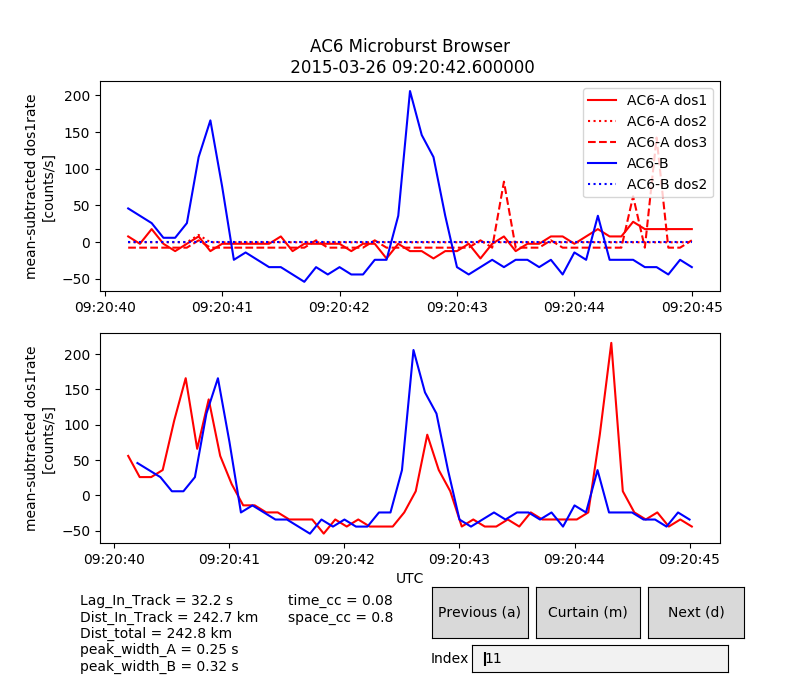 AC6 Microburst Browser
2015-03-26 09:20:42.600000
mean-subtracted dos1rate
[counts/s]
200
150
100
50
0
−50
AC6-A dos1
AC6-A dos2
AC6-A dos3
AC6-B
AC6-B dos2
09:20:40 09:20:41 09:20:42 09:20:43 09:20:44 09:20:45
mean-subtracted dos1rate
[counts/s]
200
150
100
50
0
−50
09:20:40 09:20:41 09:20:42 09:20:43 09:20:44 09:20:45
UTC
Lag_In_Track = 32.2 s
Dist_In_Track = 242.7 km
Dist_total = 242.8 km
peak_width_A = 0.25 s
peak_width_B = 0.32 s
time_cc = 0.08
space_cc = 0.8
Previous (a) Curtain (m) Next (d)
Index 11